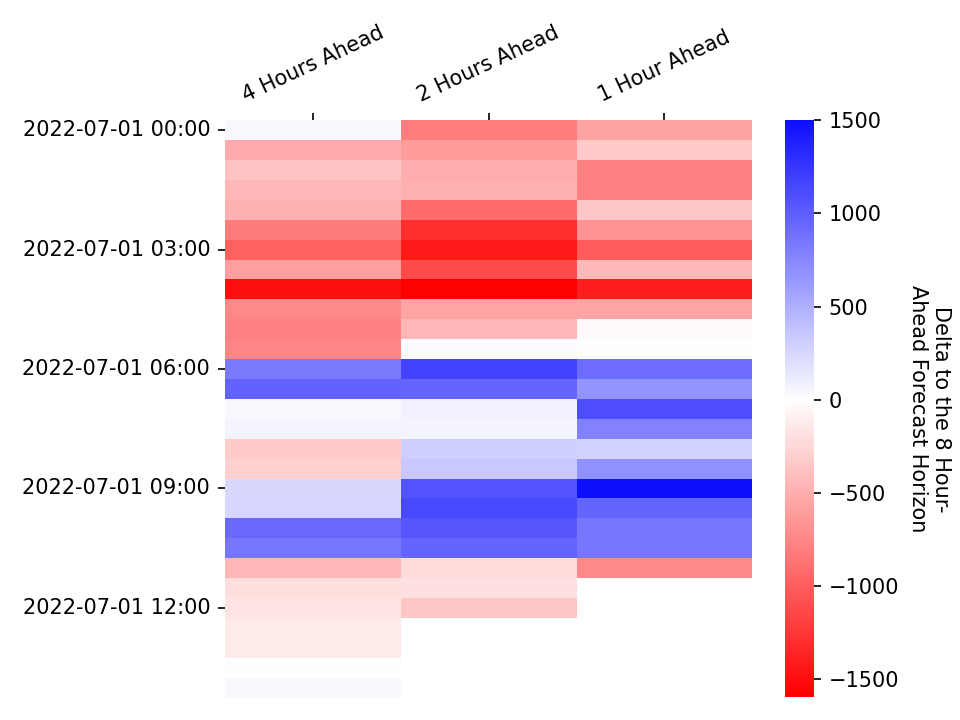 4 Hours Ahead
2 Hours Ahead
1 Hour Ahead
2022-07-01 00:00
2022-07-01 03:00
2022-07-01 06:00
2022-07-01 09:00
2022-07-01 12:00
1500
1000
500
0
−500
−1000
−1500
Delta to the 8 Hour-
Ahead Forecast Horizon